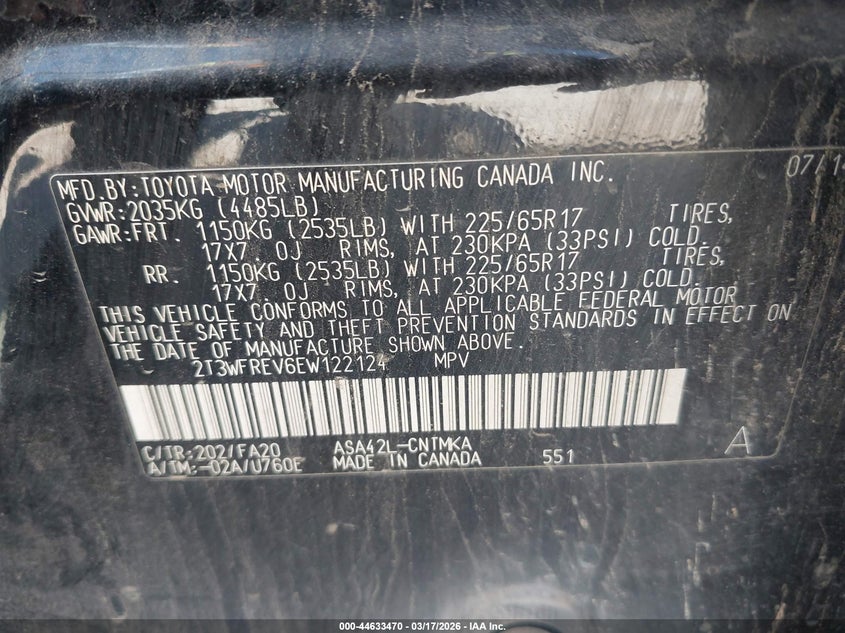 MFD.BY:TOYOTA MOTOR MANUFACTURING CANADA INC. 07/14
GVWR:2035KG (4485LB)
GAWR:FRT. 1150KG (2535LB) WITH 225/65R17 TIRES,
17X7 0J RIMS, AT 230KPA (33PSI) COLD.
RR. 1150KG (2535LB) WITH 225/65R17 TIRES,
17X7 0J RIMS, AT 230KPA (33PSI) COLD.
THIS VEHICLE CONFORMS TO ALL APPLICABLE FEDERAL MOTOR
VEHICLE SAFETY AND THEFT PREVENTION STANDARDS IN EFFECT ON
THE DATE OF MANUFACTURE SHOWN ABOVE.
2T3WFREV6EW122124 MPV
C/TR:202/FA20 ASA42L-CNTMKA
A/TM:-02A/U760E MADE IN CANADA 551 A
000-44633470 | 03/17/2026 - IAA Inc.